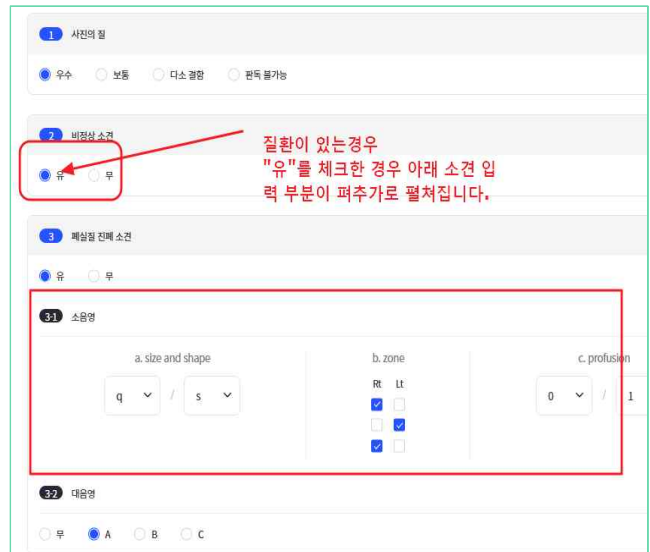 1 사진의 질
우수 보통 다소 결함 판독 불가능
2 비정상 소견
유 무
질환이 있는경우
"유"를 체크한 경우 아래 소견 입
력 부분이 펴추가로 펼쳐집니다.
3 폐실질 진폐 소견
유 무
3-1 소음영
a. size and shape b. zone c. profusion
Rt Lt
q / s 0 / 1
3-2 대음영
무 A B C